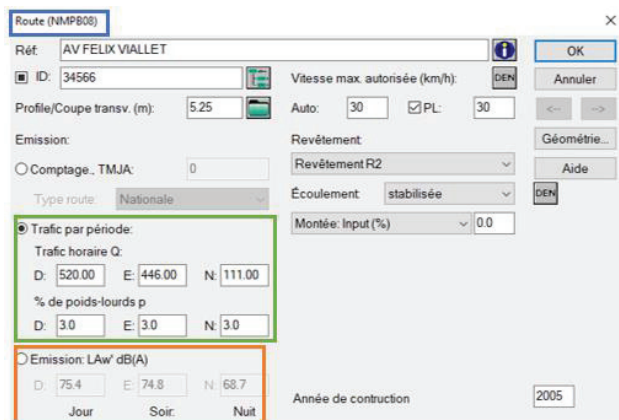 Route (NMPB08)
Réf: AV FELIX VIALLET
OK
ID: 34566
Vitesse max. autorisée (km/h): DEN
Annuler
Profile/Coupe transv. (m): 5.25
Auto: 30 PL: 30
<-- -->
Emission:
Revêtement:
Géométrie...
Comptage., TMJA: 0
Revêtement R2
Aide
Type route: Nationale
Écoulement: stabilisée
DEN
Trafic par période:
Montée: Input (%) 0.0
Trafic horaire Q:
D: 520.00 E: 446.00 N: 111.00
% de poids-lourds p
D: 3.0 E: 3.0 N: 3.0
Emission: LAw' dB(A)
D: 75.4 E: 74.8 N: 68.7
Jour Soir. Nuit
Année de contruction 2005